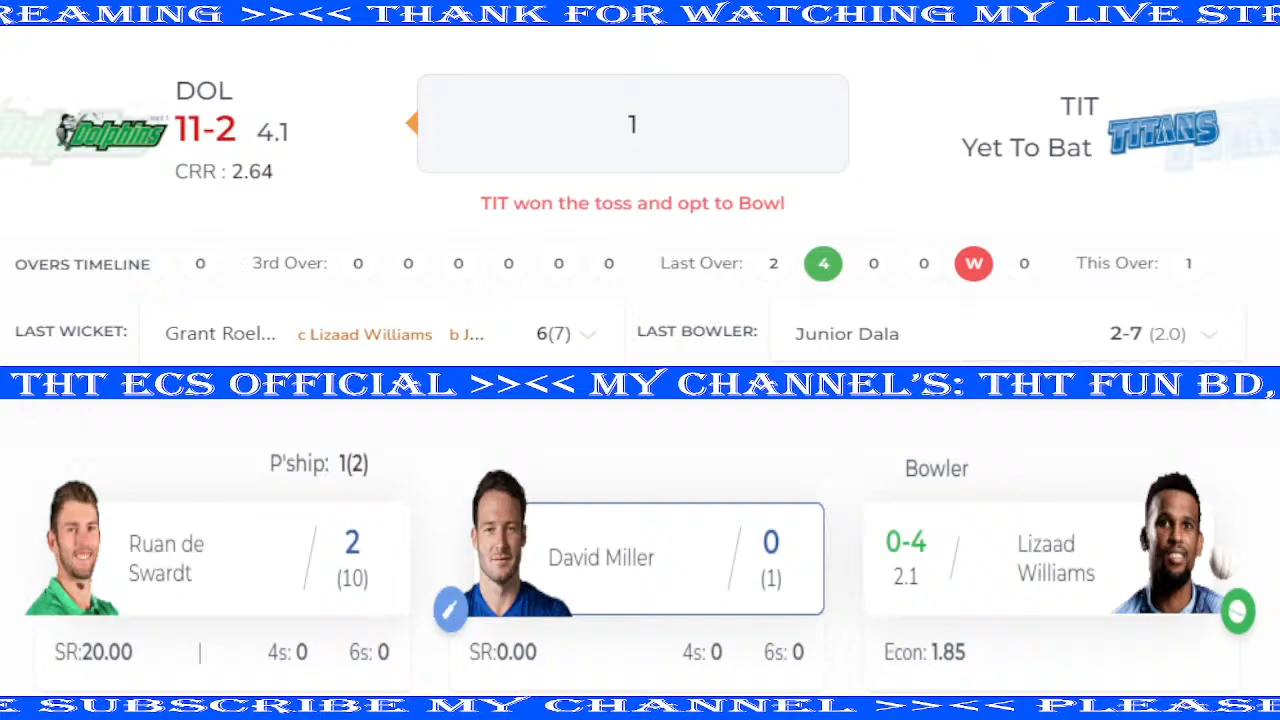 REAMING >><< THANK FOR WATCHING MY LIVE STR
DOL
11-2 4.1
CRR : 2.64
Dolphins
1
TIT
Yet To Bat
TITANS
TIT won the toss and opt to Bowl
OVERS TIMELINE 0 3rd Over: 0 0 0 0 0 0 Last Over: 2 4 0 0 W 0 This Over: 1
LAST WICKET: Grant Roel... c Lizaad Williams b J... 6(7) LAST BOWLER: Junior Dala 2-7 (2.0)
THT ECS OFFICIAL >><< MY CHANNEL'S: THT FUN BD,
P'ship: 1(2)
Ruan de
Swardt
2
(10)
SR:20.00 | 4s: 0 6s: 0
David Miller
0
(1)
SR:0.00 4s: 0 6s: 0
Bowler
0-4
2.1
Lizaad
Williams
Econ: 1.85
E SUBSCRIBE MY CHANNEL >><< PLEASE